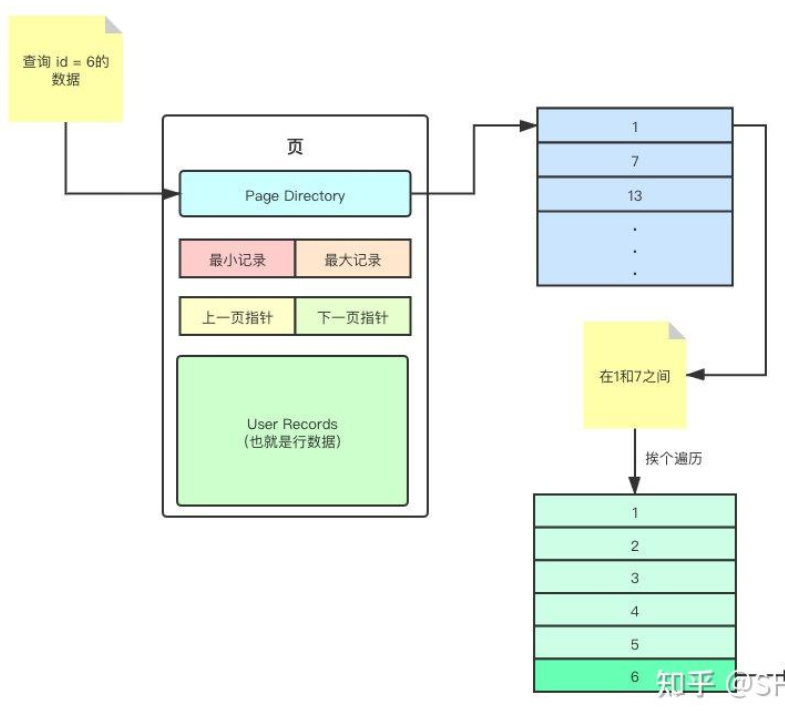 查询 id = 6的
数据
页
Page Directory
最小记录
最大记录
上一页指针
下一页指针
User Records
(也就是行数据)
1
7
13
.
.
.
在1和7之间
挨个遍历
1
2
3
4
5
6
知乎 @SH